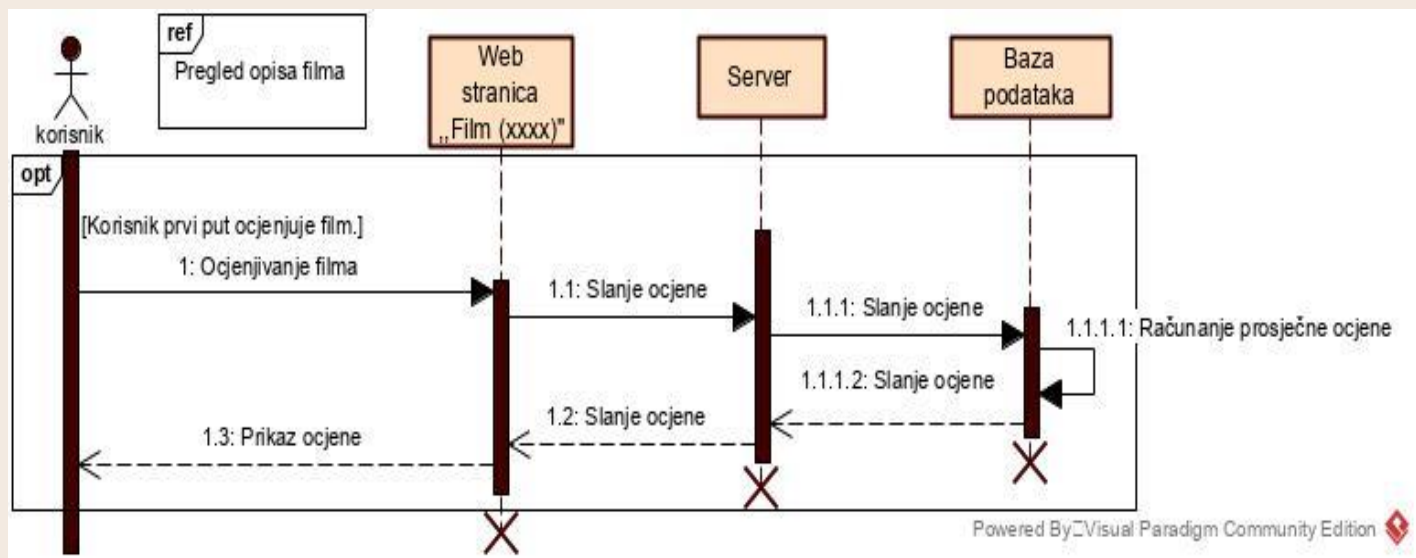 ref
Pregled opisa filma
korisnik
Web
stranica
,,Film (xxxx)"
Server
Baza
podataka
opt
[Korisnik prvi put ocjenjuje film.]
1: Ocjenjivanje filma
1.1: Slanje ocjene
1.1.1: Slanje ocjene
1.1.1.1: Računanje prosječne ocjene
1.1.1.2: Slanje ocjene
1.2: Slanje ocjene
1.3: Prikaz ocjene
Powered By Visual Paradigm Community Edition